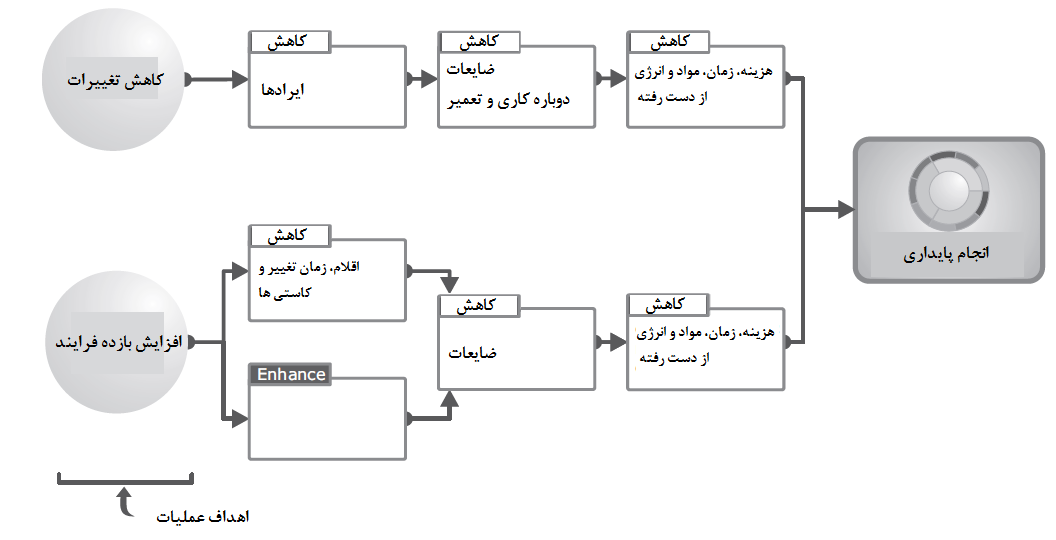 کاهش تغییرات
کاهش
ایرادها
کاهش
ضایعات
دوباره کاری و تعمیر
کاهش
هزینه، زمان، مواد و انرژی
از دست رفته
انجام پایداری
افزایش بازده فرایند
کاهش
اقلام، زمان تغییر و
کاستی ها
Enhance
کاهش
ضایعات
کاهش
هزینه، زمان، مواد و انرژی
از دست رفته
اهداف عملیات